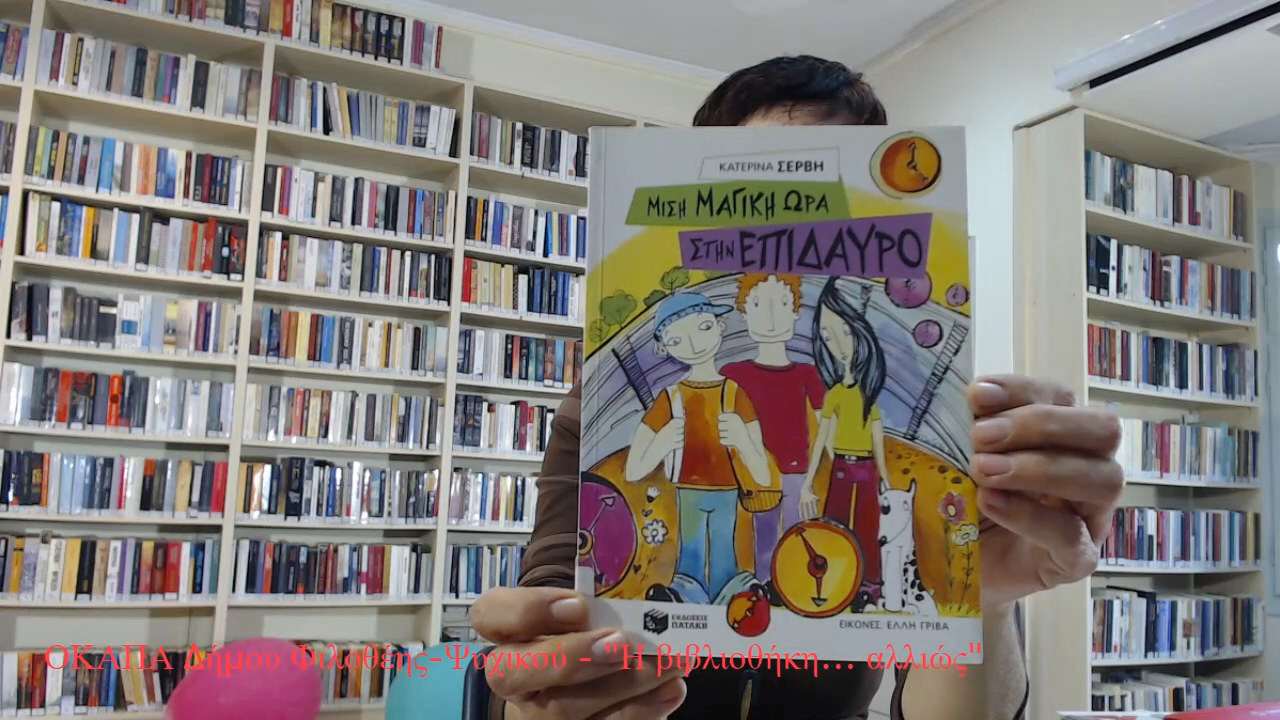 ΚΑΤΕΡΙΝΑ ΣΕΡΒΗ
ΜΙΣΗ ΜΑΓΙΚΗ ΩΡΑ
ΣΤΗΝ ΕΠΙΔΑΥΡΟ
ΕΚΔΟΣΕΙΣ
ΠΑΤΑΚΗ
ΕΙΚΟΝΕΣ: ΕΛΛΗ ΓΡΙΒΑ
ΟΚΑΠΑ Δήμου Φιλοθέης-Ψυχικού - "Η βιβλιοθήκη... αλλιώς"